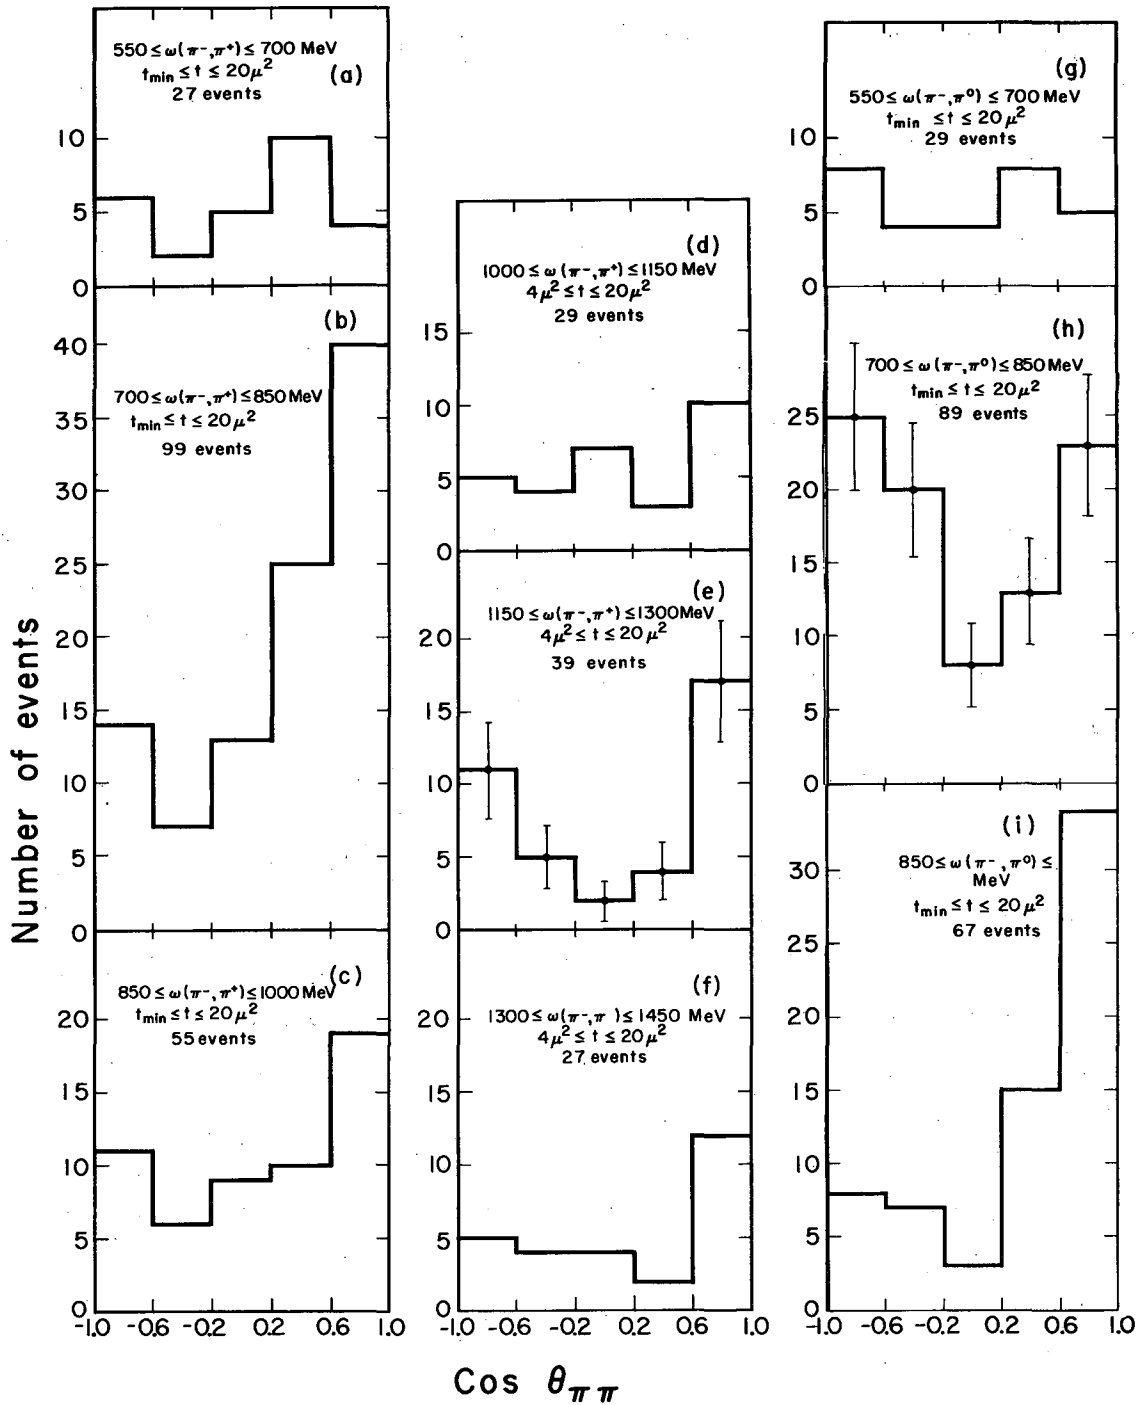 550 ≤ ω(π⁻,π⁺) ≤ 700 MeV
t_min ≤ t ≤ 20μ²
27 events
(a)
10
5
0
(b)
700 ≤ ω(π⁻,π⁺) ≤ 850 MeV
t_min ≤ t ≤ 20μ²
99 events
40
35
30
25
20
15
10
5
0
(c)
850 ≤ ω(π⁻,π⁺) ≤ 1000 MeV
t_min ≤ t ≤ 20μ²
55 events
20
15
10
5
0
-1.0 -0.6 -0.2 0.2 0.6 1.0
Number of events
(d)
1000 ≤ ω(π⁻,π⁺) ≤ 1150 MeV
4μ² ≤ t ≤ 20μ²
29 events
15
10
5
0
(e)
1150 ≤ ω(π⁻,π⁺) ≤ 1300 MeV
4μ² ≤ t ≤ 20μ²
39 events
20
15
10
5
0
(f)
1300 ≤ ω(π⁻,π ) ≤ 1450 MeV
4μ² ≤ t ≤ 20μ²
27 events
20
15
10
5
0
-1.0 -0.6 -0.2 0.2 0.6 1.0
(g)
550 ≤ ω(π⁻,π⁰) ≤ 700 MeV
t_min ≤ t ≤ 20μ²
29 events
10
5
0
(h)
700 ≤ ω(π⁻,π⁰) ≤ 850 MeV
t_min ≤ t ≤ 20μ²
89 events
25
20
15
10
5
0
(i)
850 ≤ ω(π⁻,π⁰) ≤
MeV
t_min ≤ t ≤ 20μ²
67 events
30
25
20
15
10
5
0
-1.0 -0.6 -0.2 0.2 0.6 1.0
Cos θ_ππ